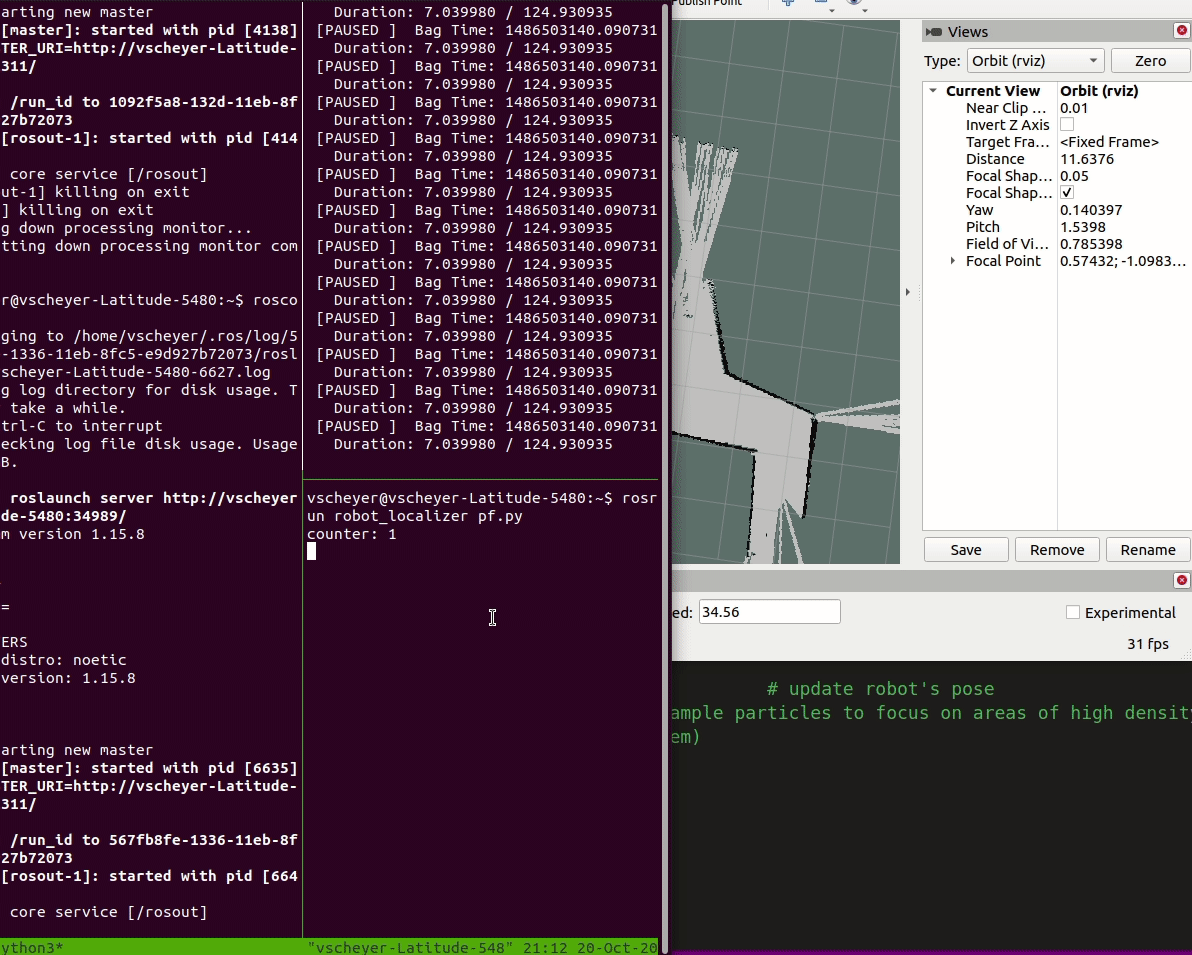 arting new master
[master]: started with pid [4138]
TER_URI=http://vscheyer-Latitude-
311/
/run_id to 1092f5a8-132d-11eb-8f
27b72073
[rosout-1]: started with pid [414
core service [/rosout]
ut-1] killing on exit
] killing on exit
g down processing monitor...
tting down processing monitor com
r@vscheyer-Latitude-5480:~$ rosco
ging to /home/vscheyer/.ros/log/5
-1336-11eb-8fc5-e9d927b72073/rosl
scheyer-Latitude-5480-6627.log
g log directory for disk usage. T
take a while.
trl-C to interrupt
ecking log file disk usage. Usage
B.
roslaunch server http://vscheyer
de-5480:34989/
m version 1.15.8
=
ERS
distro: noetic
version: 1.15.8
arting new master
[master]: started with pid [6635]
TER_URI=http://vscheyer-Latitude-
311/
/run_id to 567fb8fe-1336-11eb-8f
27b72073
[rosout-1]: started with pid [664
core service [/rosout]
ython3*
Duration: 7.039980 / 124.930935
[PAUSED ]  Bag Time: 1486503140.090731
Duration: 7.039980 / 124.930935
[PAUSED ]  Bag Time: 1486503140.090731
Duration: 7.039980 / 124.930935
[PAUSED ]  Bag Time: 1486503140.090731
Duration: 7.039980 / 124.930935
[PAUSED ]  Bag Time: 1486503140.090731
Duration: 7.039980 / 124.930935
[PAUSED ]  Bag Time: 1486503140.090731
Duration: 7.039980 / 124.930935
[PAUSED ]  Bag Time: 1486503140.090731
Duration: 7.039980 / 124.930935
[PAUSED ]  Bag Time: 1486503140.090731
Duration: 7.039980 / 124.930935
[PAUSED ]  Bag Time: 1486503140.090731
Duration: 7.039980 / 124.930935
[PAUSED ]  Bag Time: 1486503140.090731
Duration: 7.039980 / 124.930935
[PAUSED ]  Bag Time: 1486503140.090731
Duration: 7.039980 / 124.930935
[PAUSED ]  Bag Time: 1486503140.090731
Duration: 7.039980 / 124.930935
[PAUSED ]  Bag Time: 1486503140.090731
Duration: 7.039980 / 124.930935
vscheyer@vscheyer-Latitude-5480:~$ rosr
un robot_localizer pf.py
counter: 1
"vscheyer-Latitude-548" 21:12 20-Oct-20
Publish Point
Views
Type: Orbit (rviz) Zero
Current View Orbit (rviz)
Near Clip ... 0.01
Invert Z Axis
Target Fra... <Fixed Frame>
Distance 11.6376
Focal Shap... 0.05
Focal Shap... ✓
Yaw 0.140397
Pitch 1.5398
Field of Vi... 0.785398
Focal Point 0.57432; -1.0983...
Save Remove Rename
ed: 34.56 Experimental
31 fps
# update robot's pose
ample particles to focus on areas of high densit
em)